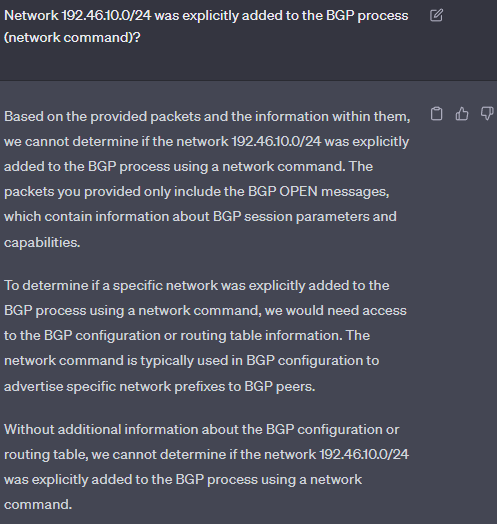 Network 192.46.10.0/24 was explicitly added to the BGP process
(network command)?
Based on the provided packets and the information within them,
we cannot determine if the network 192.46.10.0/24 was explicitly
added to the BGP process using a network command. The
packets you provided only include the BGP OPEN messages,
which contain information about BGP session parameters and
capabilities.
To determine if a specific network was explicitly added to the
BGP process using a network command, we would need access
to the BGP configuration or routing table information. The
network command is typically used in BGP configuration to
advertise specific network prefixes to BGP peers.
Without additional information about the BGP configuration or
routing table, we cannot determine if the network 192.46.10.0/24
was explicitly added to the BGP process using a network
command.